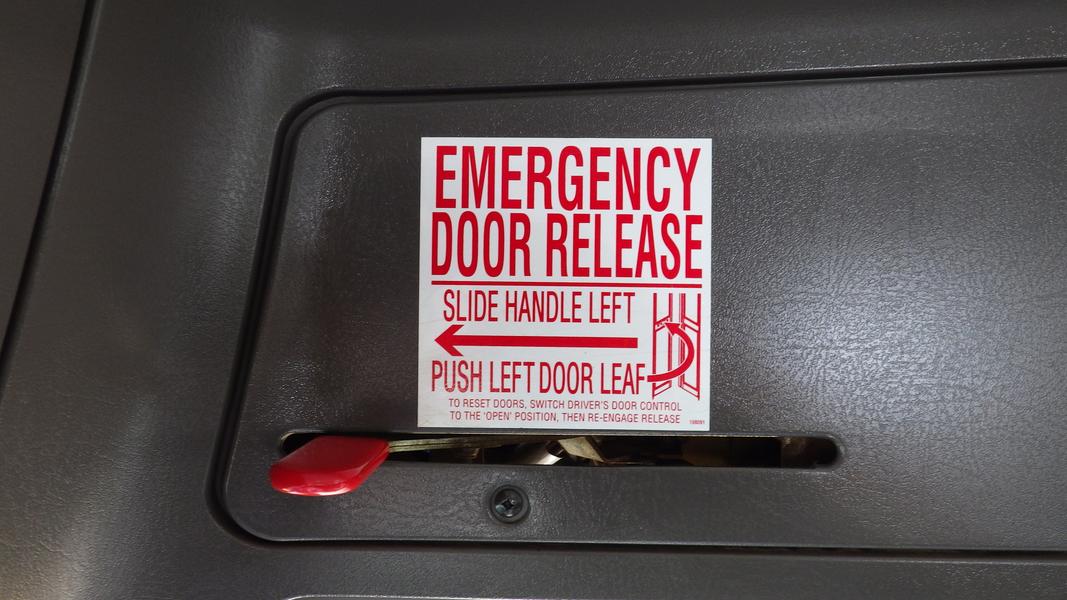 EMERGENCY
DOOR RELEASE
SLIDE HANDLE LEFT
PUSH LEFT DOOR LEAF
TO RESET DOORS, SWITCH DRIVER'S DOOR CONTROL
TO THE 'OPEN' POSITION, THEN RE-ENGAGE RELEASE